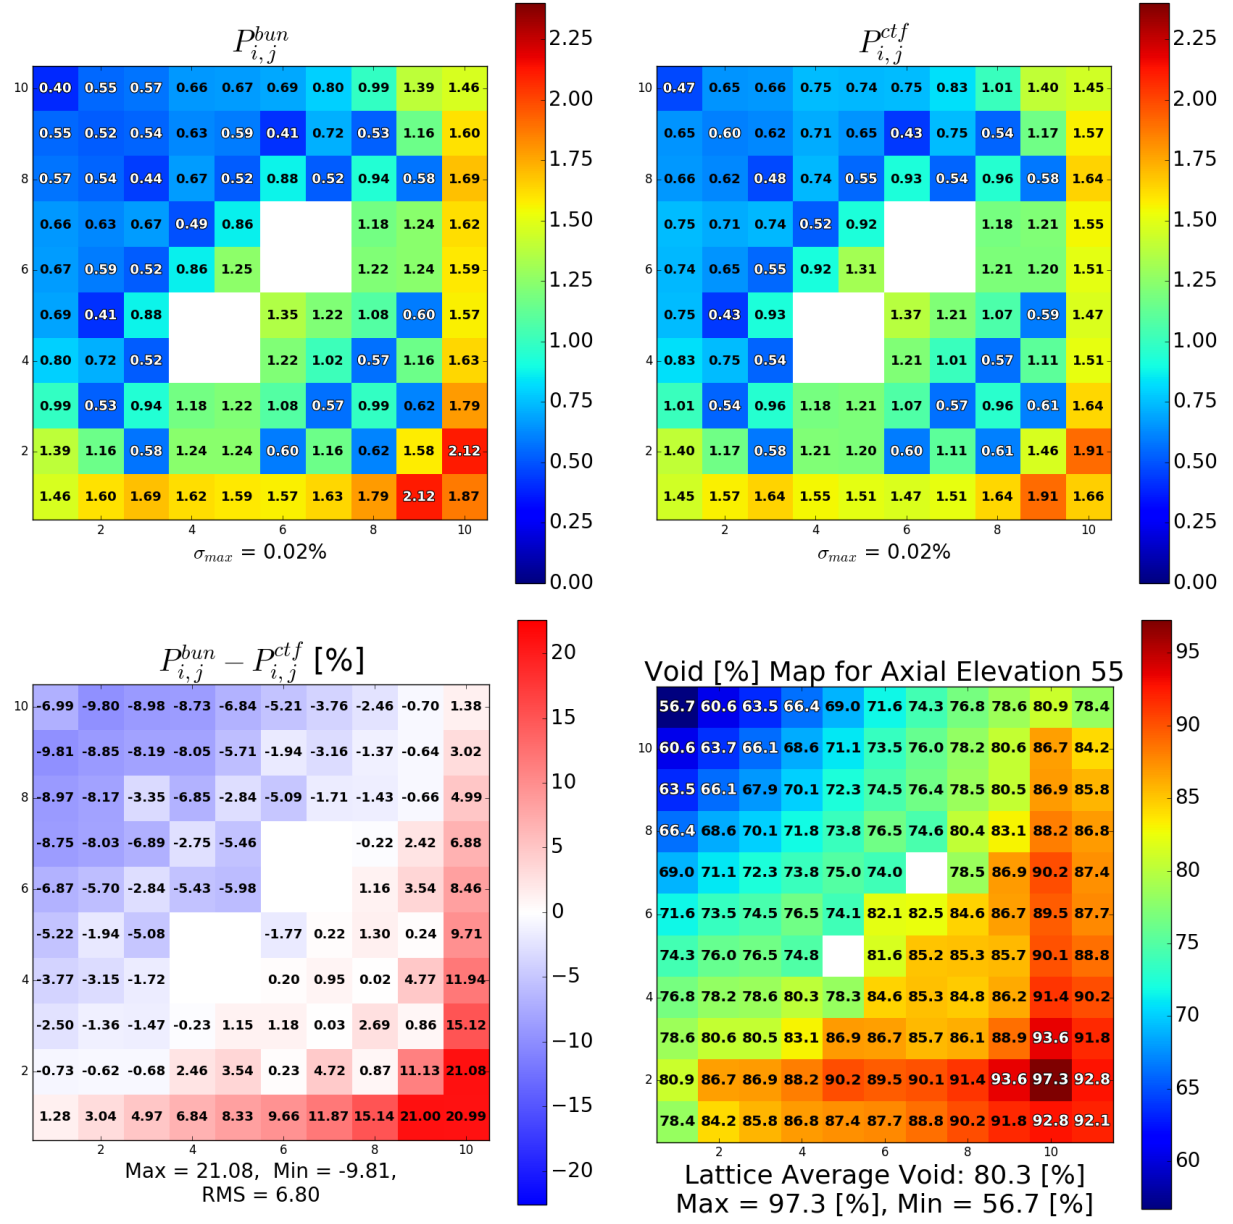 P_{i,j}^{bun}
10 0.40 0.55 0.57 0.66 0.67 0.69 0.80 0.99 1.39 1.46
0.55 0.52 0.54 0.63 0.59 0.41 0.72 0.53 1.16 1.60
8 0.57 0.54 0.44 0.67 0.52 0.88 0.52 0.94 0.58 1.69
0.66 0.63 0.67 0.49 0.86 1.18 1.24 1.62
6 0.67 0.59 0.52 0.86 1.25 1.22 1.24 1.59
0.69 0.41 0.88 1.35 1.22 1.08 0.60 1.57
4 0.80 0.72 0.52 1.22 1.02 0.57 1.16 1.63
0.99 0.53 0.94 1.18 1.22 1.08 0.57 0.99 0.62 1.79
2 1.39 1.16 0.58 1.24 1.24 0.60 1.16 0.62 1.58 2.12
1.46 1.60 1.69 1.62 1.59 1.57 1.63 1.79 2.12 1.87
2 4 6 8 10
σ_{max} = 0.02%
2.25
2.00
1.75
1.50
1.25
1.00
0.75
0.50
0.25
0.00
P_{i,j}^{ctf}
10 0.47 0.65 0.66 0.75 0.74 0.75 0.83 1.01 1.40 1.45
0.65 0.60 0.62 0.71 0.65 0.43 0.75 0.54 1.17 1.57
8 0.66 0.62 0.48 0.74 0.55 0.93 0.54 0.96 0.58 1.64
0.75 0.71 0.74 0.52 0.92 1.18 1.21 1.55
6 0.74 0.65 0.55 0.92 1.31 1.21 1.20 1.51
0.75 0.43 0.93 1.37 1.21 1.07 0.59 1.47
4 0.83 0.75 0.54 1.21 1.01 0.57 1.11 1.51
1.01 0.54 0.96 1.18 1.21 1.07 0.57 0.96 0.61 1.64
2 1.40 1.17 0.58 1.21 1.20 0.60 1.11 0.61 1.46 1.91
1.45 1.57 1.64 1.55 1.51 1.47 1.51 1.64 1.91 1.66
2 4 6 8 10
σ_{max} = 0.02%
2.25
2.00
1.75
1.50
1.25
1.00
0.75
0.50
0.25
0.00
P_{i,j}^{bun} − P_{i,j}^{ctf} [%]
10 -6.99 -9.80 -8.98 -8.73 -6.84 -5.21 -3.76 -2.46 -0.70 1.38
-9.81 -8.85 -8.19 -8.05 -5.71 -1.94 -3.16 -1.37 -0.64 3.02
8 -8.97 -8.17 -3.35 -6.85 -2.84 -5.09 -1.71 -1.43 -0.66 4.99
-8.75 -8.03 -6.89 -2.75 -5.46 -0.22 2.42 6.88
6 -6.87 -5.70 -2.84 -5.43 -5.98 1.16 3.54 8.46
-5.22 -1.94 -5.08 -1.77 0.22 1.30 0.24 9.71
4 -3.77 -3.15 -1.72 0.20 0.95 0.02 4.77 11.94
-2.50 -1.36 -1.47 -0.23 1.15 1.18 0.03 2.69 0.86 15.12
2 -0.73 -0.62 -0.68 2.46 3.54 0.23 4.72 0.87 11.13 21.08
1.28 3.04 4.97 6.84 8.33 9.66 11.87 15.14 21.00 20.99
2 4 6 8 10
Max = 21.08, Min = -9.81,
RMS = 6.80
20
15
10
5
0
−5
−10
−15
−20
Void [%] Map for Axial Elevation 55
56.7 60.6 63.5 66.4 69.0 71.6 74.3 76.8 78.6 80.9 78.4
10 60.6 63.7 66.1 68.6 71.1 73.5 76.0 78.2 80.6 86.7 84.2
63.5 66.1 67.9 70.1 72.3 74.5 76.4 78.5 80.5 86.9 85.8
8 66.4 68.6 70.1 71.8 73.8 76.5 74.6 80.4 83.1 88.2 86.8
69.0 71.1 72.3 73.8 75.0 74.0 78.5 86.9 90.2 87.4
6 71.6 73.5 74.5 76.5 74.1 82.1 82.5 84.6 86.7 89.5 87.7
74.3 76.0 76.5 74.8 81.6 85.2 85.3 85.7 90.1 88.8
4 76.8 78.2 78.6 80.3 78.3 84.6 85.3 84.8 86.2 91.4 90.2
78.6 80.6 80.5 83.1 86.9 86.7 85.7 86.1 88.9 93.6 91.8
2 80.9 86.7 86.9 88.2 90.2 89.5 90.1 91.4 93.6 97.3 92.8
78.4 84.2 85.8 86.8 87.4 87.7 88.8 90.2 91.8 92.8 92.1
2 4 6 8 10
Lattice Average Void: 80.3 [%]
Max = 97.3 [%], Min = 56.7 [%]
95
90
85
80
75
70
65
60